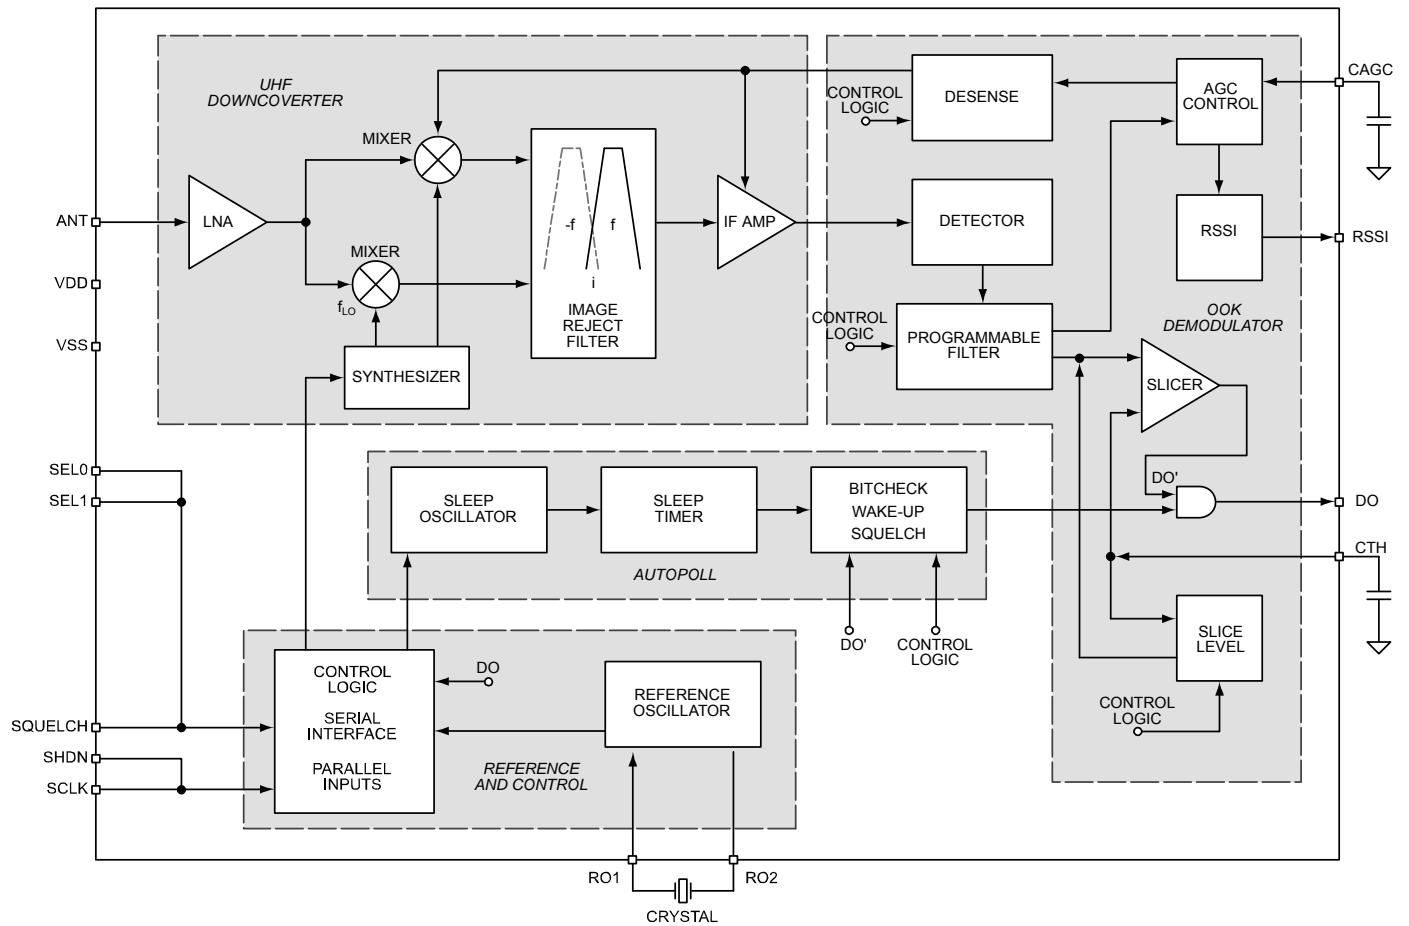 UHF
DOWNCOVERTER
MIXER
LNA
MIXER
fLO
SYNTHESIZER
-f
f
i
IMAGE
REJECT
FILTER
IF AMP
CONTROL
LOGIC
DESENSE
AGC
CONTROL
CAGC
DETECTOR
RSSI
RSSI
CONTROL
LOGIC
PROGRAMMABLE
FILTER
OOK
DEMODULATOR
SLICER
ANT
VDD
VSS
SEL0
SEL1
SLEEP
OSCILLATOR
SLEEP
TIMER
BITCHECK
WAKE-UP
SQUELCH
AUTOPOLL
DO'
DO
CTH
DO'
CONTROL
LOGIC
SLICE
LEVEL
CONTROL
LOGIC
SQUELCH
SHDN
SCLK
CONTROL
LOGIC
SERIAL
INTERFACE
PARALLEL
INPUTS
DO
REFERENCE
OSCILLATOR
REFERENCE
AND CONTROL
RO1
RO2
CRYSTAL